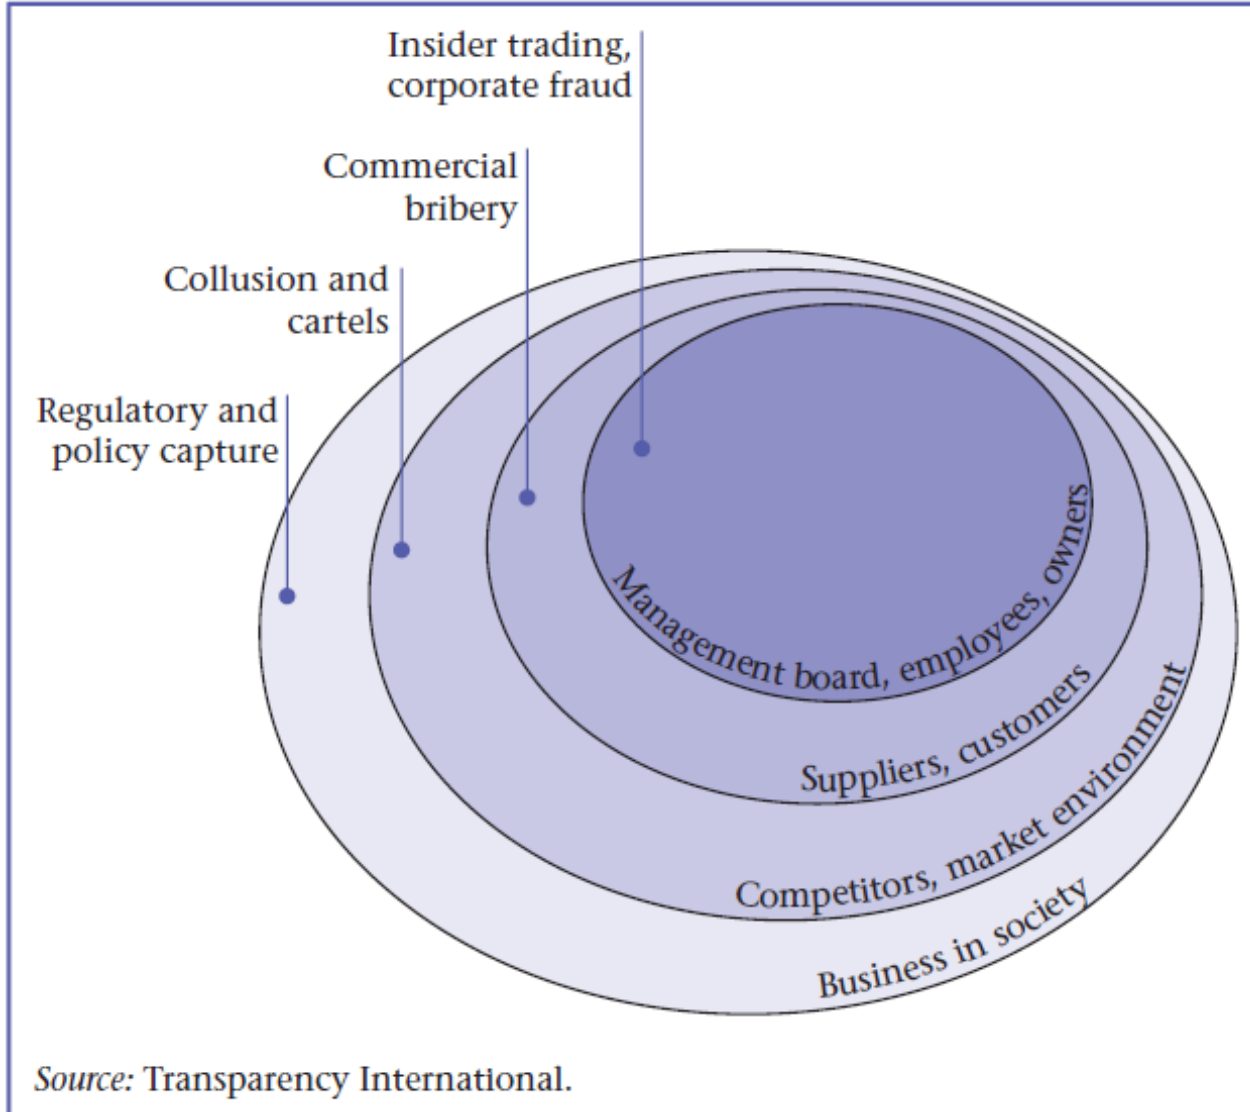 Insider trading,
corporate fraud
Commercial
bribery
Collusion and
cartels
Regulatory and
policy capture
Management board, employees, owners
Suppliers, customers
Competitors, market environment
Business in society
Source: Transparency International.